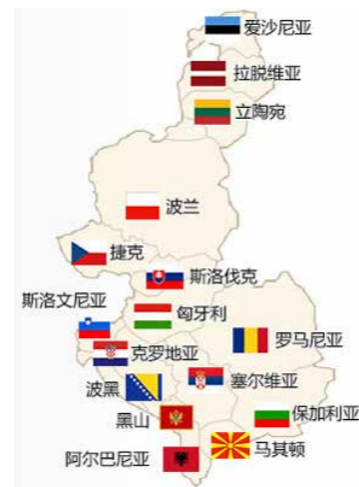 爱沙尼亚
拉脱维亚
立陶宛
波兰
捷克
斯洛伐克
斯洛文尼亚
匈牙利
罗马尼亚
克罗地亚
波黑
塞尔维亚
黑山
保加利亚
马其顿
阿尔巴尼亚